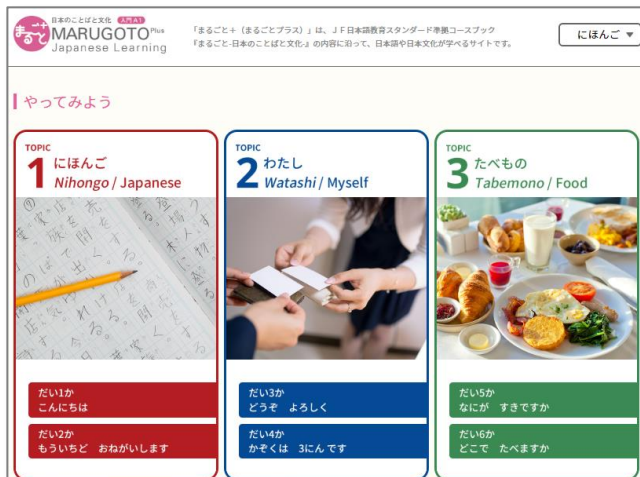 日本のことばと文化 入門 A1
まるごと+
MARUGOTO Plus
Japanese Learning
「まるごと+(まるごとプラス)」は、JF日本語教育スタンダード準拠コースブック
『まるごと-日本のことばと文化-』の内容に沿って、日本語や日本文化が学べるサイトです。
にほんご ▼
やってみよう
TOPIC
1 にほんご
Nihongo / Japanese
だい1か
こんにちは
だい2か
もういちど おねがいします
TOPIC
2 わたし
Watashi / Myself
だい3か
どうぞ よろしく
だい4か
かぞくは 3にん です
TOPIC
3 たべもの
Tabemono / Food
だい5か
なにが すきですか
だい6か
どこで たべますか